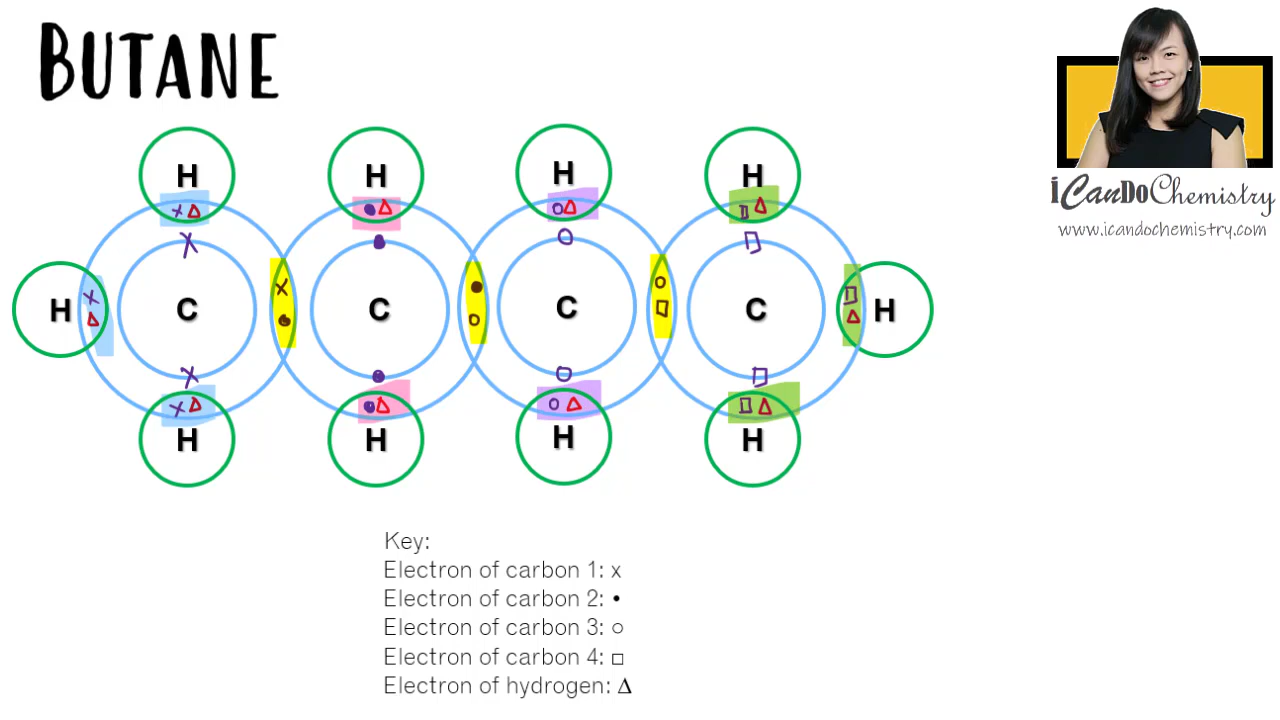 BUTANE
iCanDoChemistry
www.icandochemistry.com
H H H H
x Δ • Δ ○ Δ □ Δ
x • ○ □
x • ○ □
H x C x • C • ○ C ○ □ C □ H
Δ • ○ □ Δ
x • ○ □
x Δ • Δ ○ Δ □ Δ
H H H H
Key:
Electron of carbon 1: x
Electron of carbon 2: •
Electron of carbon 3: ○
Electron of carbon 4: □
Electron of hydrogen: Δ